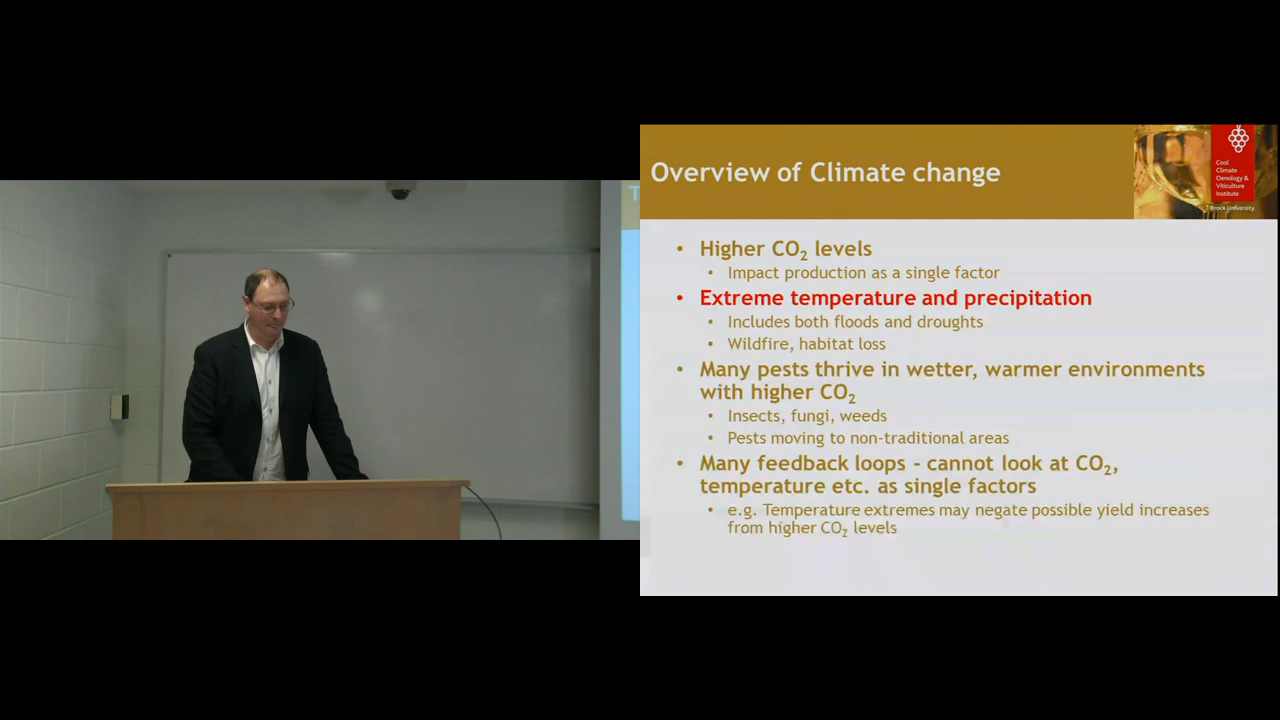 T
Overview of Climate change
Cool
Climate
Oenology &
Viticulture
Institute
Brock University
• Higher CO₂ levels
• Impact production as a single factor
• Extreme temperature and precipitation
• Includes both floods and droughts
• Wildfire, habitat loss
• Many pests thrive in wetter, warmer environments
with higher CO₂
• Insects, fungi, weeds
• Pests moving to non-traditional areas
• Many feedback loops - cannot look at CO₂,
temperature etc. as single factors
• e.g. Temperature extremes may negate possible yield increases
from higher CO₂ levels